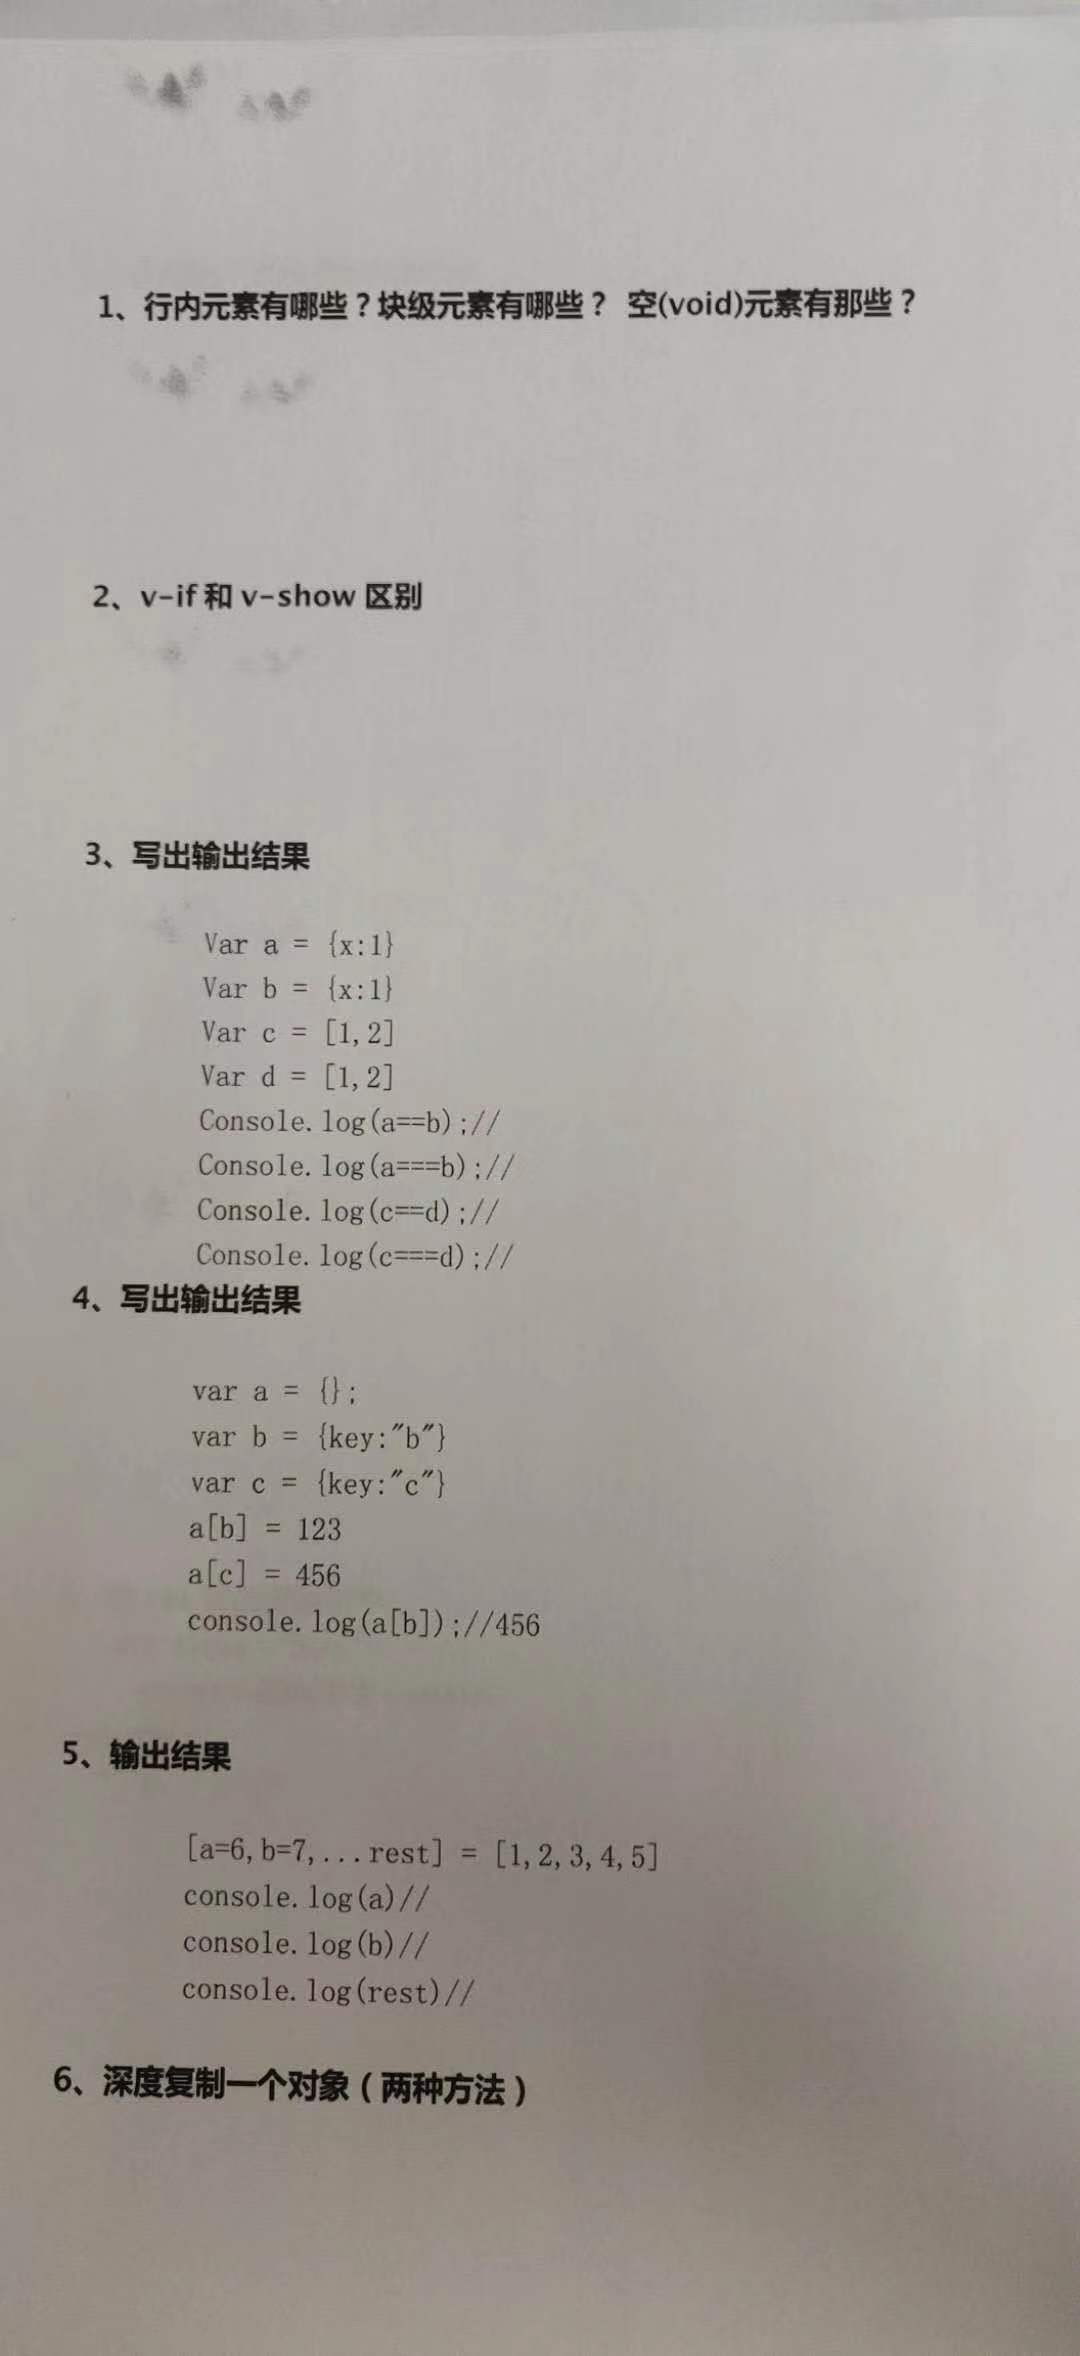 1、行内元素有哪些？块级元素有哪些？ 空(void)元素有那些？
2、v-if 和 v-show 区别
3、写出输出结果
Var a = {x:1}
Var b = {x:1}
Var c = [1,2]
Var d = [1,2]
Console.log(a==b);//
Console.log(a===b);//
Console.log(c==d);//
Console.log(c===d);//
4、写出输出结果
var a = {};
var b = {key:"b"}
var c = {key:"c"}
a[b] = 123
a[c] = 456
console.log(a[b]);//456
5、输出结果
[a=6,b=7,...rest] = [1,2,3,4,5]
console.log(a)//
console.log(b)//
console.log(rest)//
6、深度复制一个对象（两种方法）